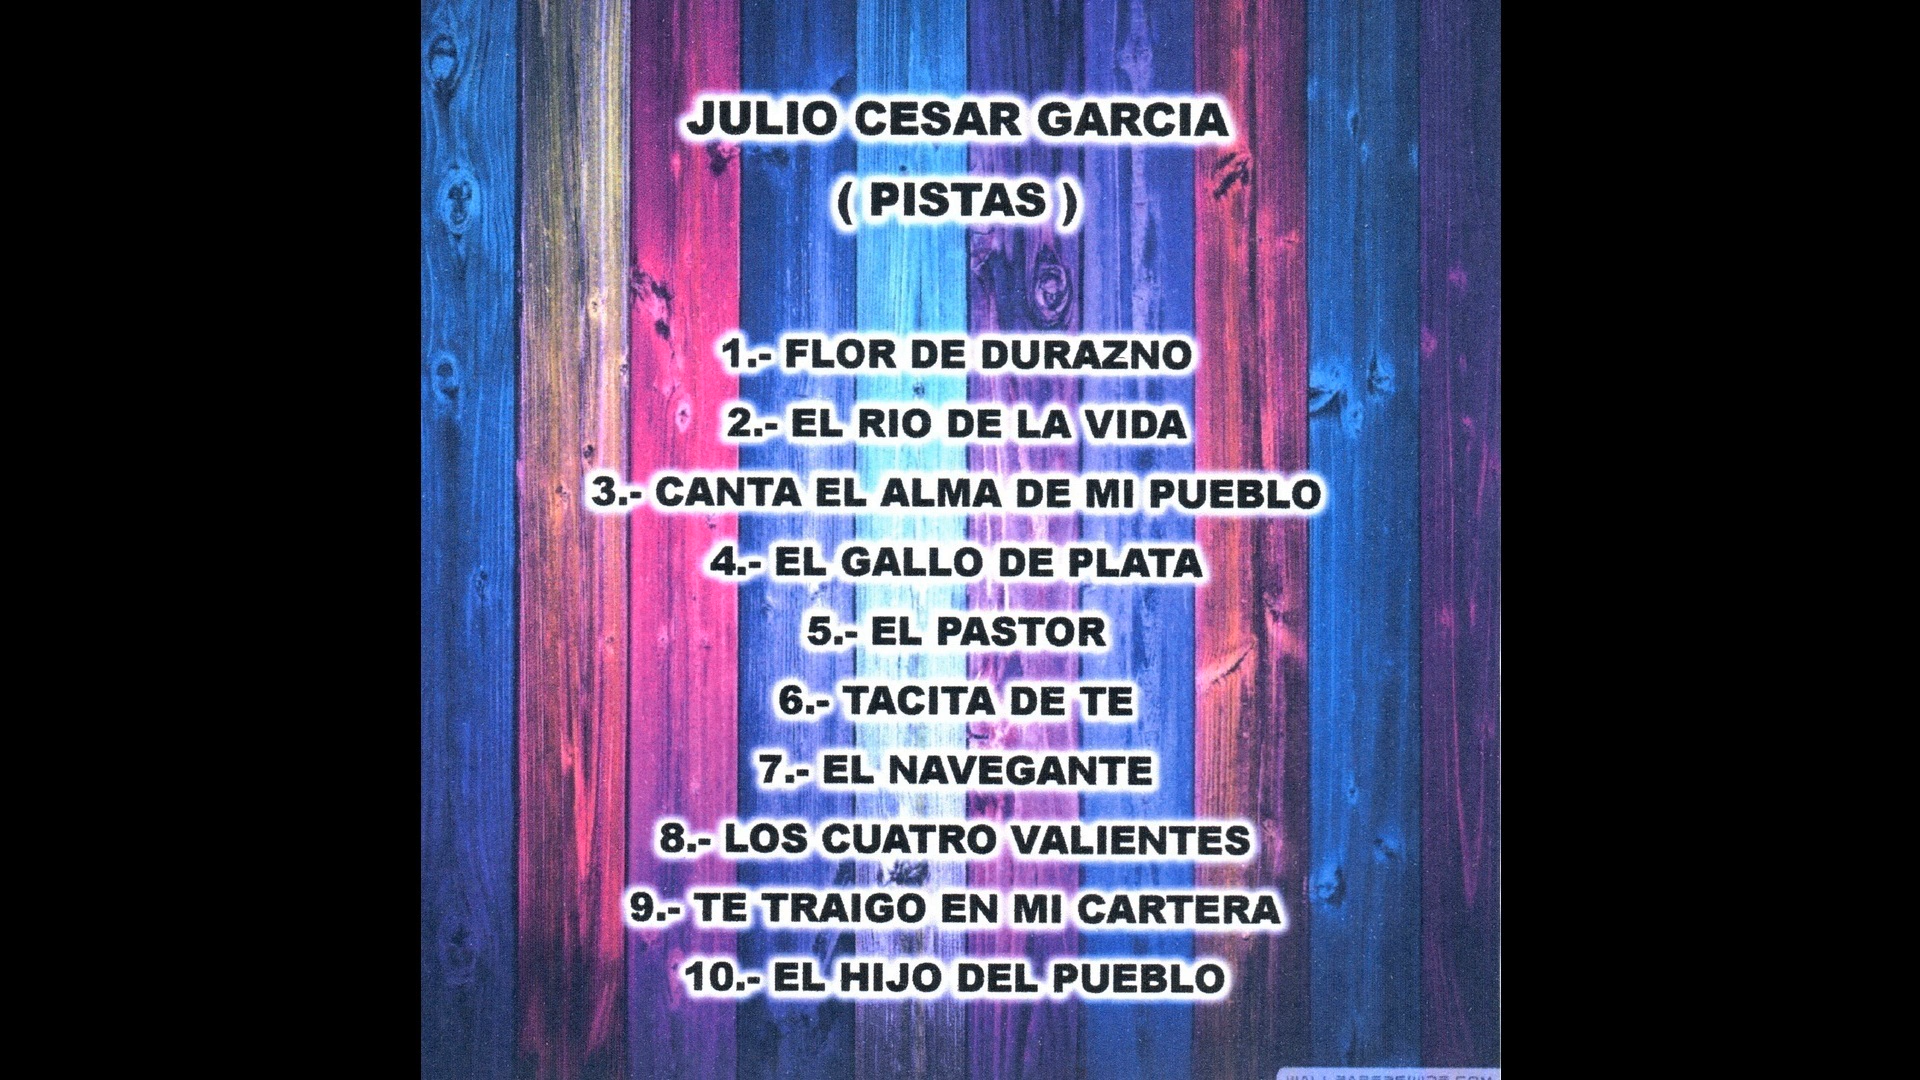 JULIO CESAR GARCIA
( PISTAS )
1.- FLOR DE DURAZNO
2.- EL RIO DE LA VIDA
3.- CANTA EL ALMA DE MI PUEBLO
4.- EL GALLO DE PLATA
5.- EL PASTOR
6.- TACITA DE TE
7.- EL NAVEGANTE
8.- LOS CUATRO VALIENTES
9.- TE TRAIGO EN MI CARTERA
10.- EL HIJO DEL PUEBLO